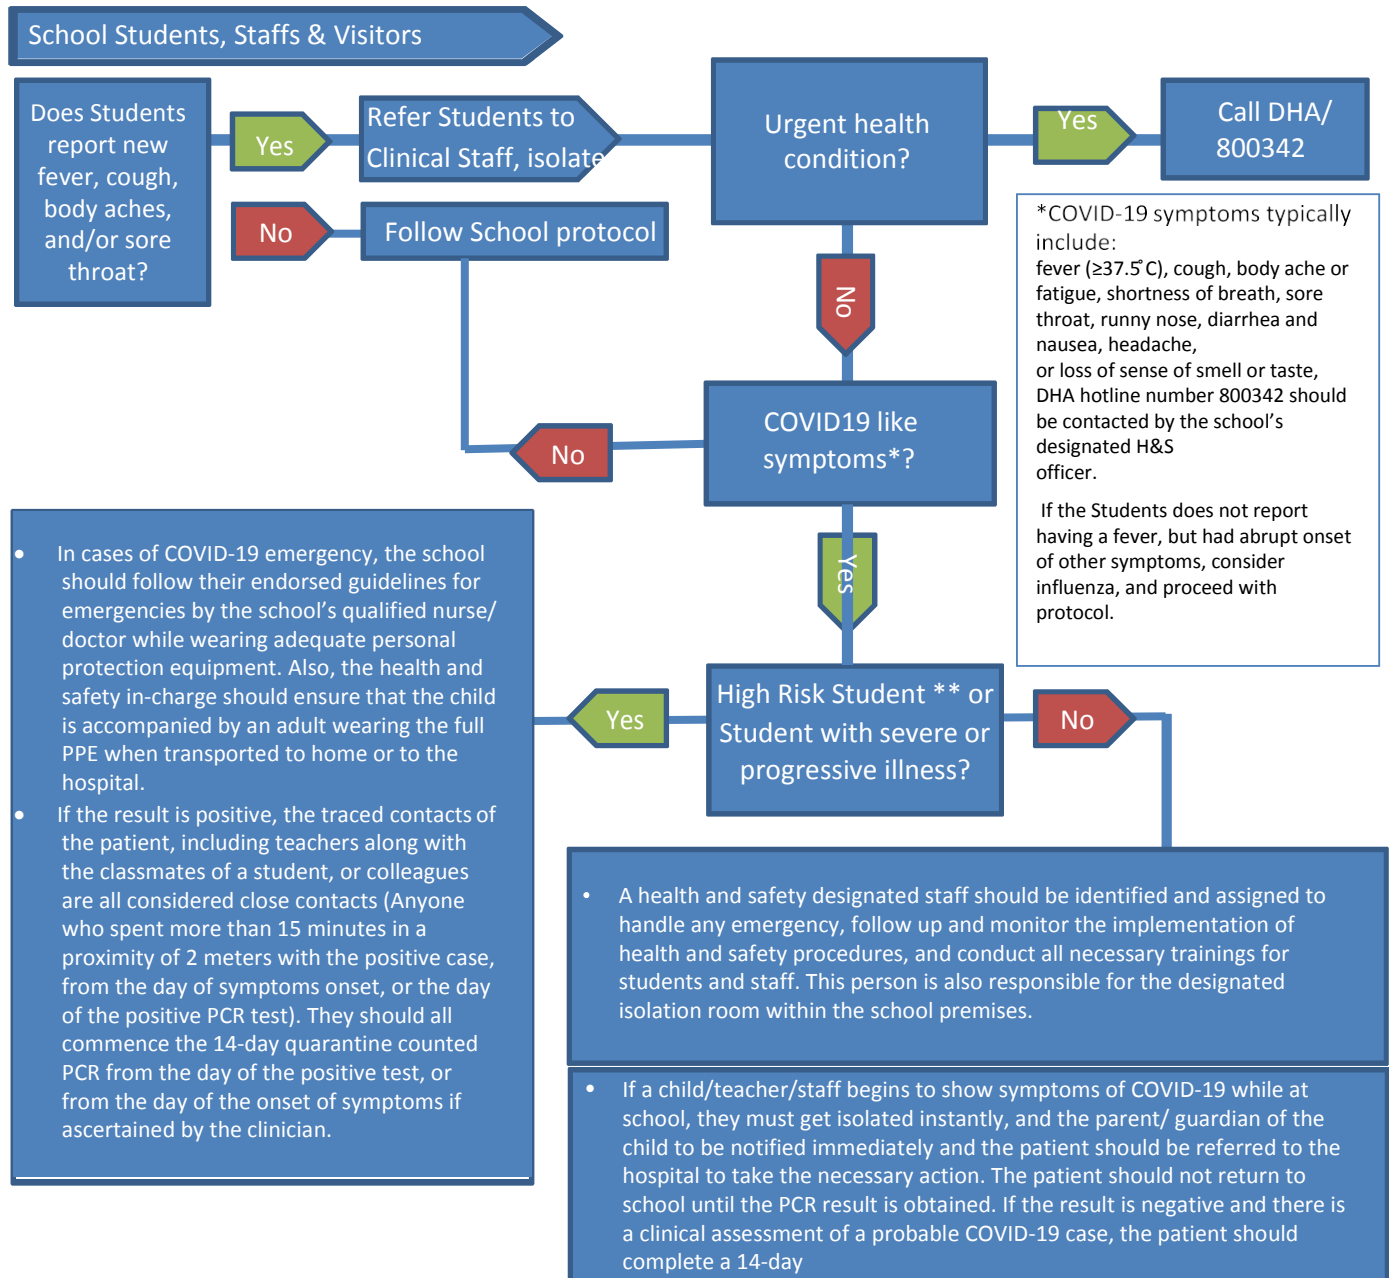 School Students, Staffs & Visitors
Does Students
report new
fever, cough,
body aches,
and/or sore
throat?
Yes
Refer Students to
Clinical Staff, isolate
No
Follow School protocol
Urgent health
condition?
Yes
Call DHA/
800342
No
*COVID-19 symptoms typically
include:
fever (≥37.5°C), cough, body ache or
fatigue, shortness of breath, sore
throat, runny nose, diarrhea and
nausea, headache,
or loss of sense of smell or taste,
DHA hotline number 800342 should
be contacted by the school's
designated H&S
officer.
If the Students does not report
having a fever, but had abrupt onset
of other symptoms, consider
influenza, and proceed with
protocol.
COVID19 like
symptoms*?
No
Yes
High Risk Student ** or
Student with severe or
progressive illness?
Yes
No
• In cases of COVID-19 emergency, the school
should follow their endorsed guidelines for
emergencies by the school's qualified nurse/
doctor while wearing adequate personal
protection equipment. Also, the health and
safety in-charge should ensure that the child
is accompanied by an adult wearing the full
PPE when transported to home or to the
hospital.
• If the result is positive, the traced contacts of
the patient, including teachers along with
the classmates of a student, or colleagues
are all considered close contacts (Anyone
who spent more than 15 minutes in a
proximity of 2 meters with the positive case,
from the day of symptoms onset, or the day
of the positive PCR test). They should all
commence the 14-day quarantine counted
PCR from the day of the positive test, or
from the day of the onset of symptoms if
ascertained by the clinician.
• A health and safety designated staff should be identified and assigned to
handle any emergency, follow up and monitor the implementation of
health and safety procedures, and conduct all necessary trainings for
students and staff. This person is also responsible for the designated
isolation room within the school premises.
• If a child/teacher/staff begins to show symptoms of COVID-19 while at
school, they must get isolated instantly, and the parent/ guardian of the
child to be notified immediately and the patient should be referred to the
hospital to take the necessary action. The patient should not return to
school until the PCR result is obtained. If the result is negative and there is
a clinical assessment of a probable COVID-19 case, the patient should
complete a 14-day